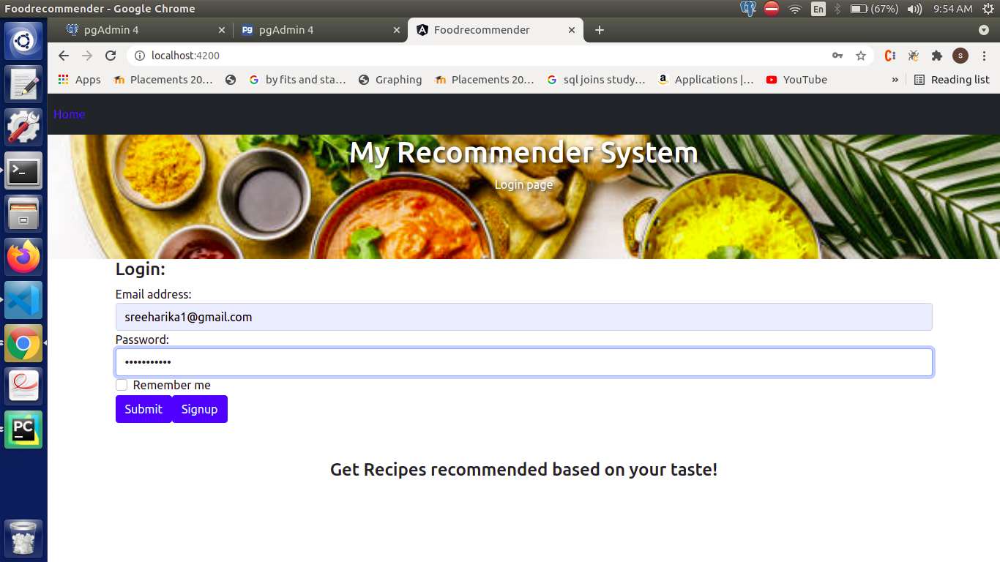 Foodrecommender - Google Chrome
En (67%) 9:54 AM
pgAdmin 4
pgAdmin 4
Foodrecommender
localhost:4200
S
Apps
Placements 20…
by fits and sta…
Graphing
Placements 20…
sql joins study…
Applications |…
YouTube
»
Reading list
Home
My Recommender System
Login page
Login:
Email address:
sreeharika1@gmail.com
Password:
•••••••••••
Remember me
Submit
Signup
Get Recipes recommended based on your taste!
PC